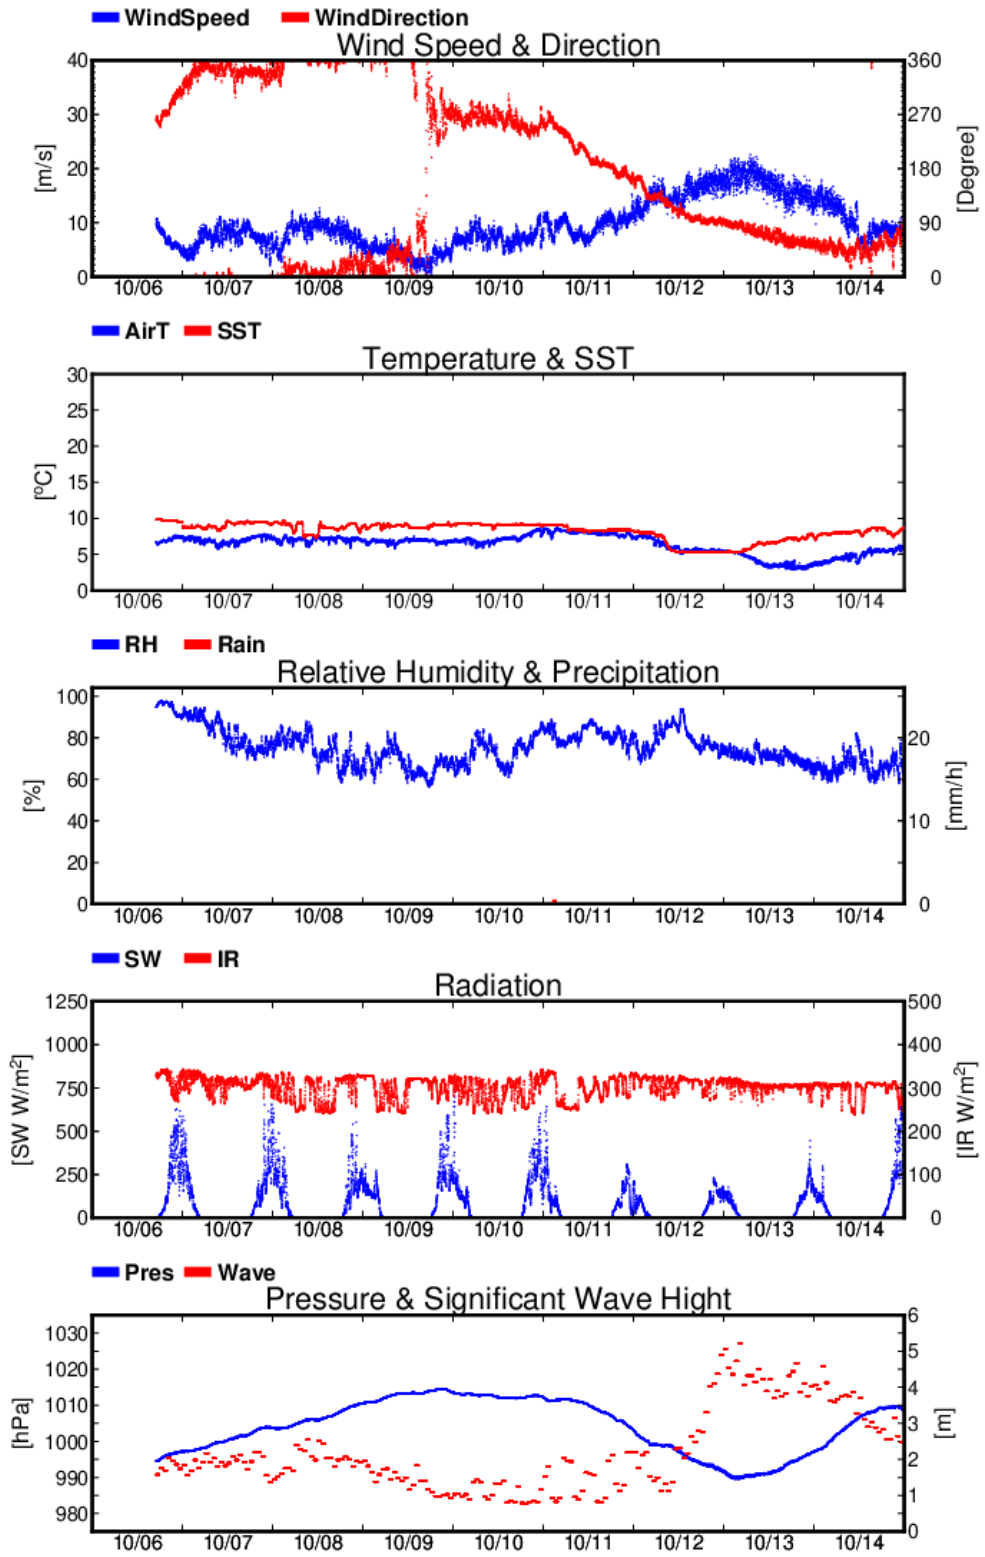 WindSpeed WindDirection
Wind Speed & Direction
40 360
30 270
20 180
10 90
0 0
[m/s] [Degree]
10/06 10/07 10/08 10/09 10/10 10/11 10/12 10/13 10/14
AirT SST
Temperature & SST
30
25
20
15
10
5
0
[ºC]
10/06 10/07 10/08 10/09 10/10 10/11 10/12 10/13 10/14
RH Rain
Relative Humidity & Precipitation
100
80 20
60
40 10
20
0 0
[%] [mm/h]
10/06 10/07 10/08 10/09 10/10 10/11 10/12 10/13 10/14
SW IR
Radiation
1250 500
1000 400
750 300
500 200
250 100
0 0
[SW W/m²] [IR W/m²]
10/06 10/07 10/08 10/09 10/10 10/11 10/12 10/13 10/14
Pres Wave
Pressure & Significant Wave Hight
6
1030
5
1020
4
1010
3
1000
2
990
1
980
0
[hPa] [m]
10/06 10/07 10/08 10/09 10/10 10/11 10/12 10/13 10/14